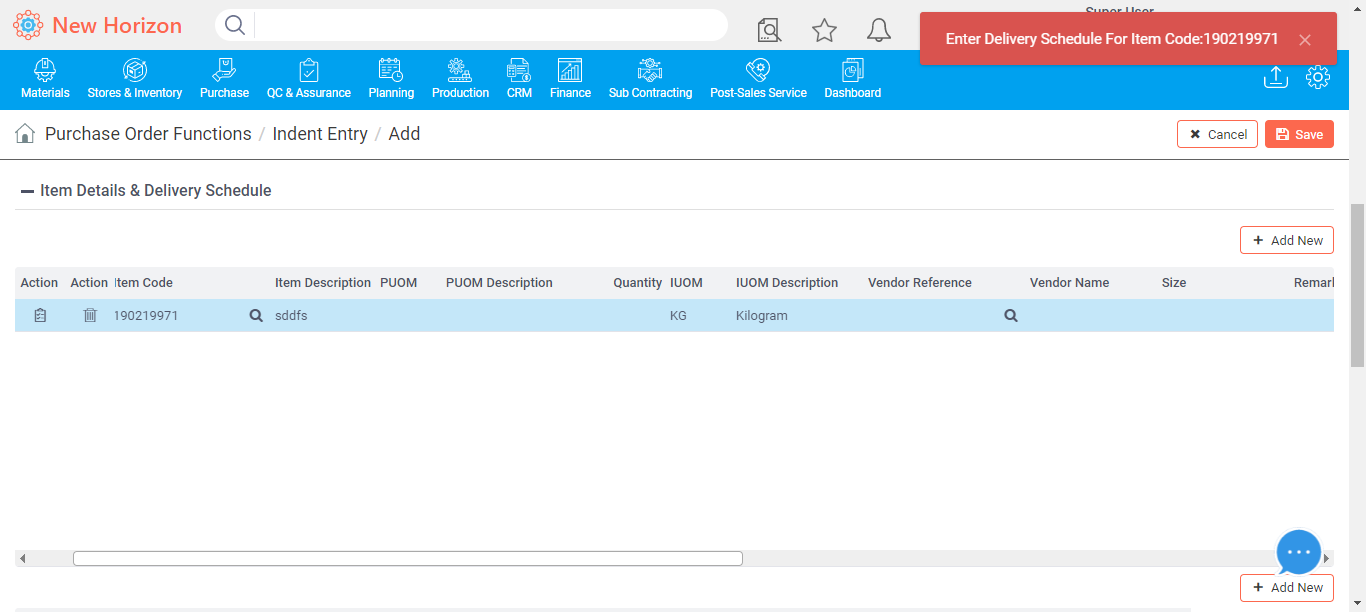 New Horizon
Super User
Enter Delivery Schedule For Item Code:190219971
Materials Stores & Inventory Purchase QC & Assurance Planning Production CRM Finance Sub Contracting Post-Sales Service Dashboard
Purchase Order Functions / Indent Entry / Add
Cancel Save
Item Details & Delivery Schedule
+ Add New
Action Action Item Code Item Description PUOM PUOM Description Quantity IUOM IUOM Description Vendor Reference Vendor Name Size Remark
190219971 sddfs KG Kilogram
+ Add New